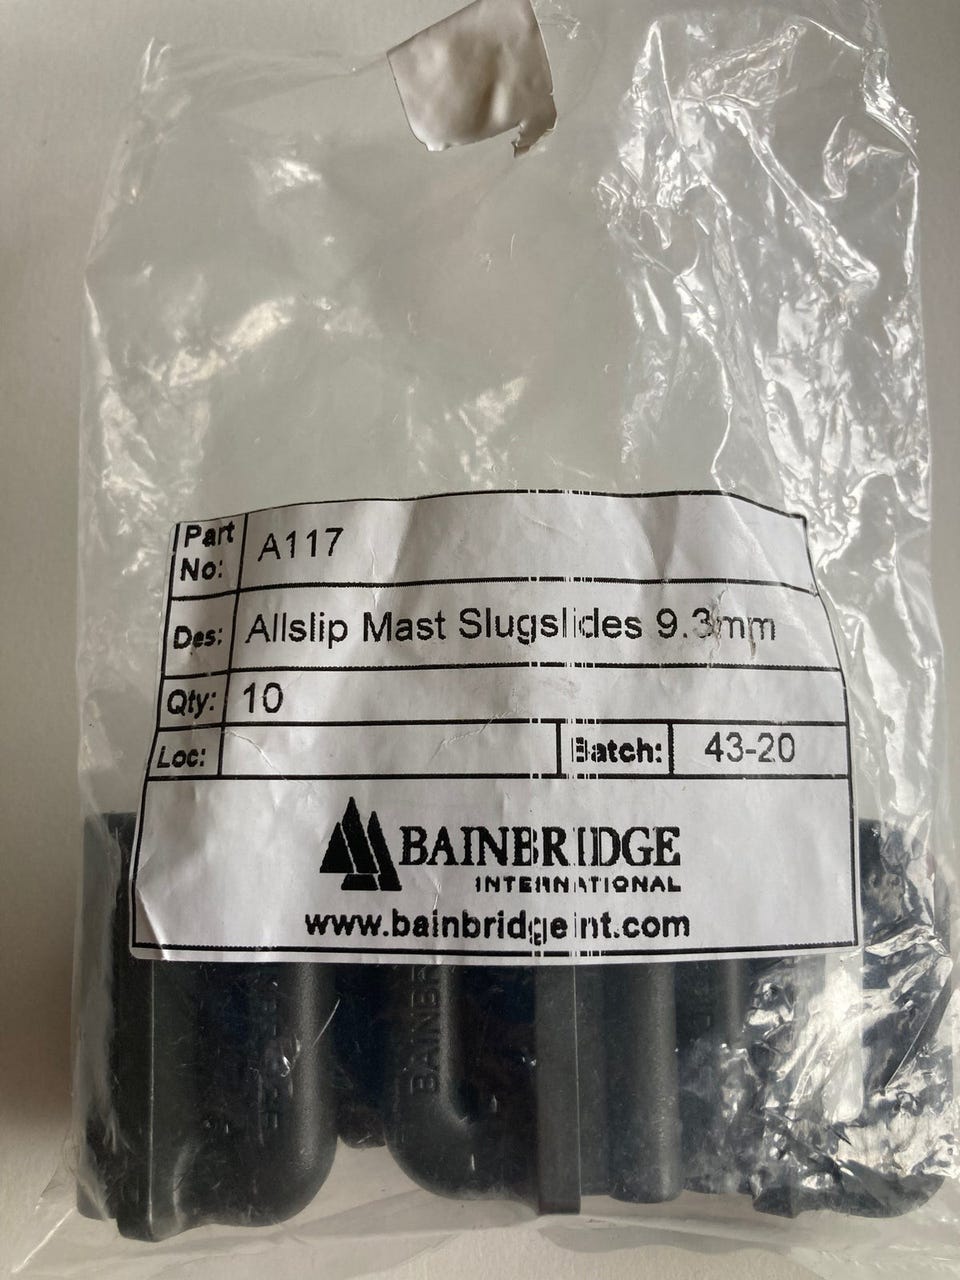 Part No: A117
Des: Allslip Mast Slugslides 9.3mm
Qty: 10
Loc: Batch: 43-20
BAINBRIDGE
INTERNATIONAL
www.bainbridgeint.com
BAINBR